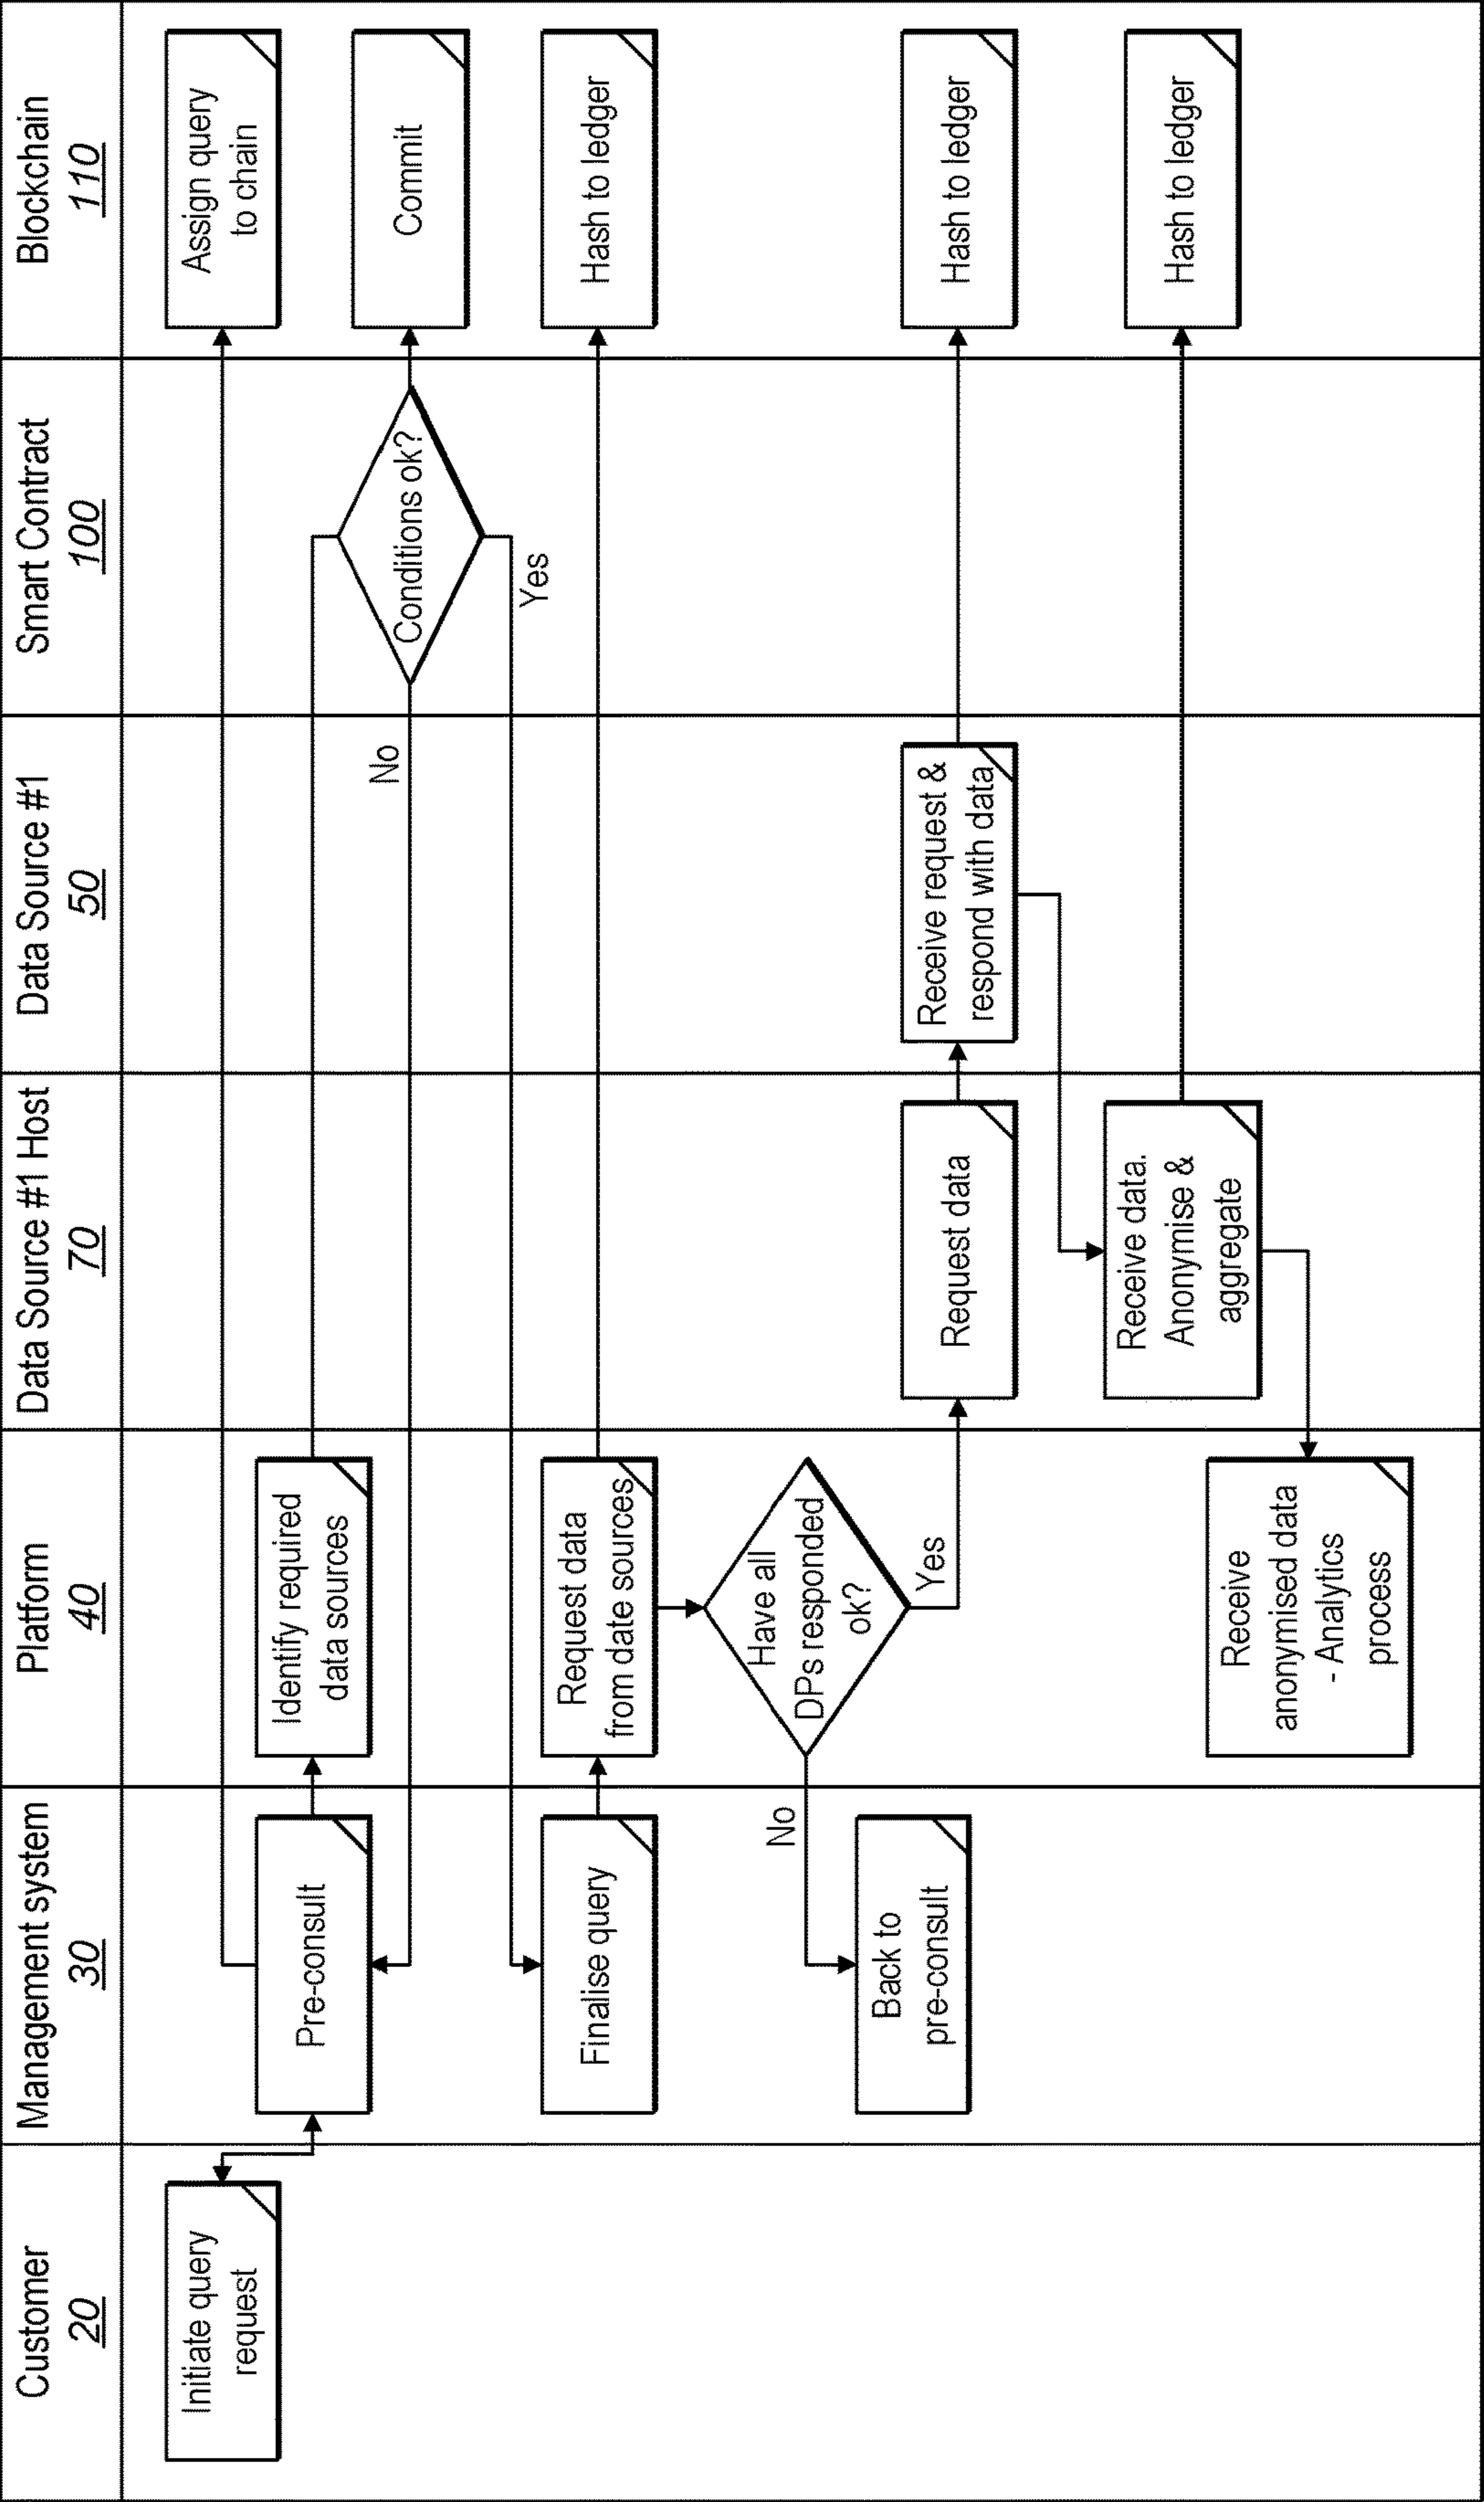 Customer
20
Management system
30
Platform
40
Data Source #1 Host
70
Data Source #1
50
Smart Contract
100
Blockchain
110
Initiate query
request
Assign query
to chain
Pre-consult
Identify required
data sources
Conditions ok?
Commit
No
Yes
Finalise query
Request data
from date sources
Hash to ledger
Have all
DPs responded
ok?
No
Yes
Back to
pre-consult
Request data
Receive request &
respond with data
Hash to ledger
Receive data.
Anonymise &
aggregate
Hash to ledger
Receive
anonymised data
- Analytics
process